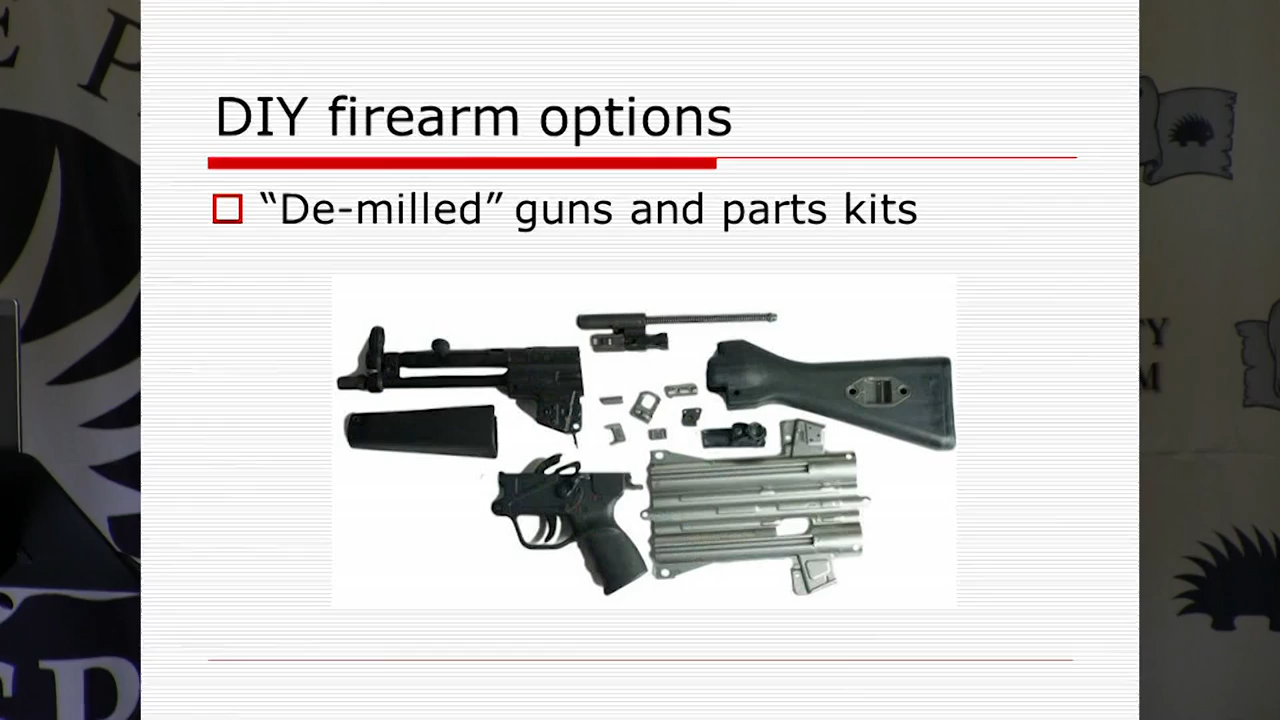 DIY firearm options
“De-milled” guns and parts kits